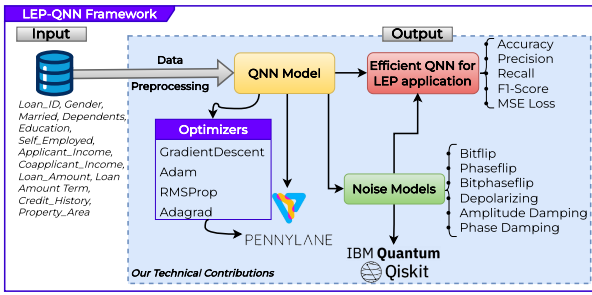 LEP-QNN Framework
Input
Output
Data
Preprocessing
QNN Model
Efficient QNN for
LEP application
Accuracy
Precision
Recall
F1-Score
MSE Loss
Loan_ID, Gender,
Married, Dependents,
Education,
Self_Employed,
Applicant_Income,
Coapplicant_Income,
Loan_Amount, Loan
Amount Term,
Credit_History,
Property_Area
Optimizers
GradientDescent
Adam
RMSProp
Adagrad
PENNYLANE
Noise Models
Bitflip
Phaseflip
Bitphaseflip
Depolarizing
Amplitude Damping
Phase Damping
IBM Quantum
Qiskit
Our Technical Contributions